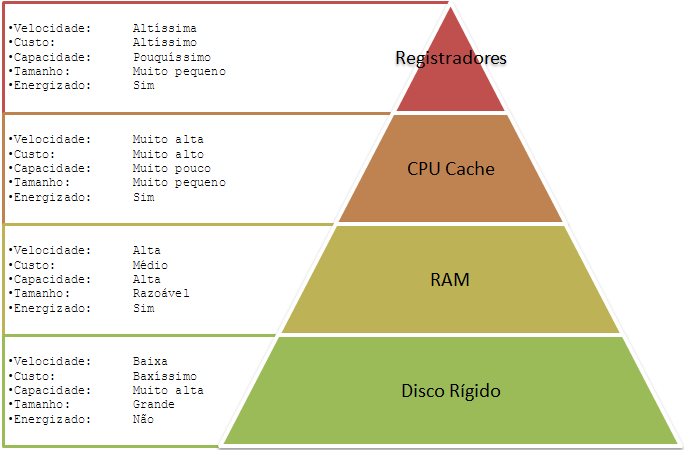 •Velocidade: Altíssima
•Custo: Altíssimo
•Capacidade: Pouquíssimo
•Tamanho: Muito pequeno
•Energizado: Sim
Registradores
•Velocidade: Muito alta
•Custo: Muito alto
•Capacidade: Muito pouco
•Tamanho: Muito pequeno
•Energizado: Sim
CPU Cache
•Velocidade: Alta
•Custo: Médio
•Capacidade: Alta
•Tamanho: Razoável
•Energizado: Sim
RAM
•Velocidade: Baixa
•Custo: Baxíssimo
•Capacidade: Muito alta
•Tamanho: Grande
•Energizado: Não
Disco Rígido